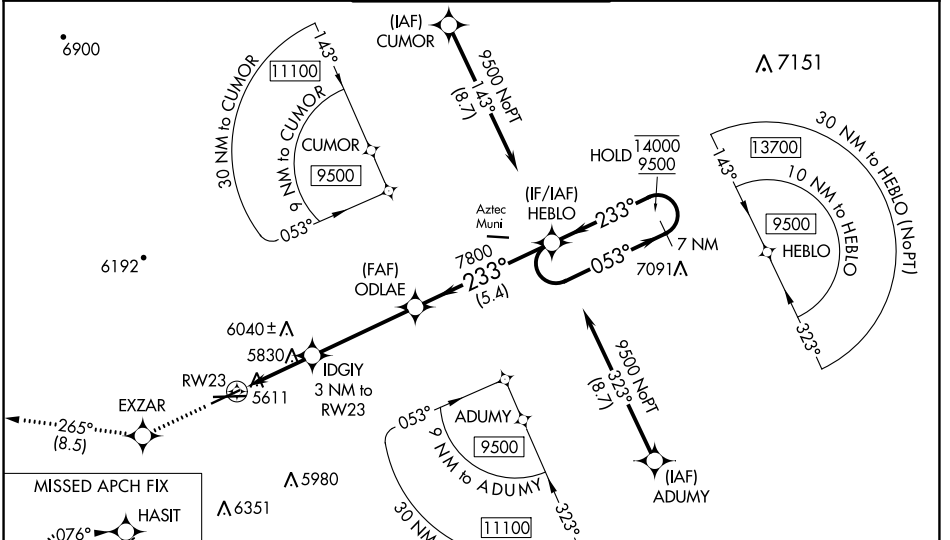 6900
(IAF)
CUMOR
9500 NoPT
143°
(8.7)
7151
30 NM to CUMOR
143°
11100
9 NM to CUMOR
CUMOR
9500
053°
HOLD
14000
9500
(IF/IAF)
HEBLO
233°
053°
7 NM
7091
30 NM to HEBLO (NoPT)
143°
13700
10 NM to HEBLO
9500
HEBLO
323°
Aztec
Muni
7800
233°
(5.4)
6192
(FAF)
ODLAE
6040±
5830
IDGIY
3 NM to
RW23
RW23
5611
EXZAR
265°
(8.5)
9500 NoPT
323°
(8.7)
(IAF)
ADUMY
053°
ADUMY
9500
9 NM to ADUMY
30 NM
11100
323°
5980
6351
MISSED APCH FIX
HASIT
076°